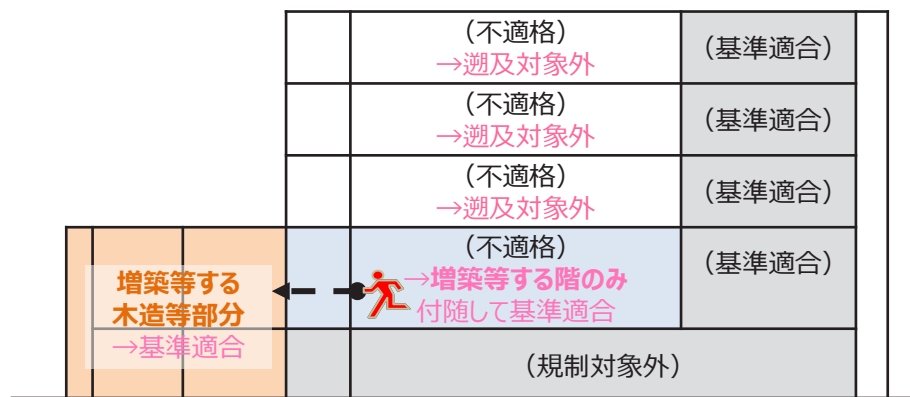 （不適格）
→遡及対象外
（基準適合）
（不適格）
→遡及対象外
（基準適合）
（不適格）
→遡及対象外
（基準適合）
（不適格）
→増築等する階のみ
付随して基準適合
（基準適合）
増築等する
木造等部分
→基準適合
（規制対象外）